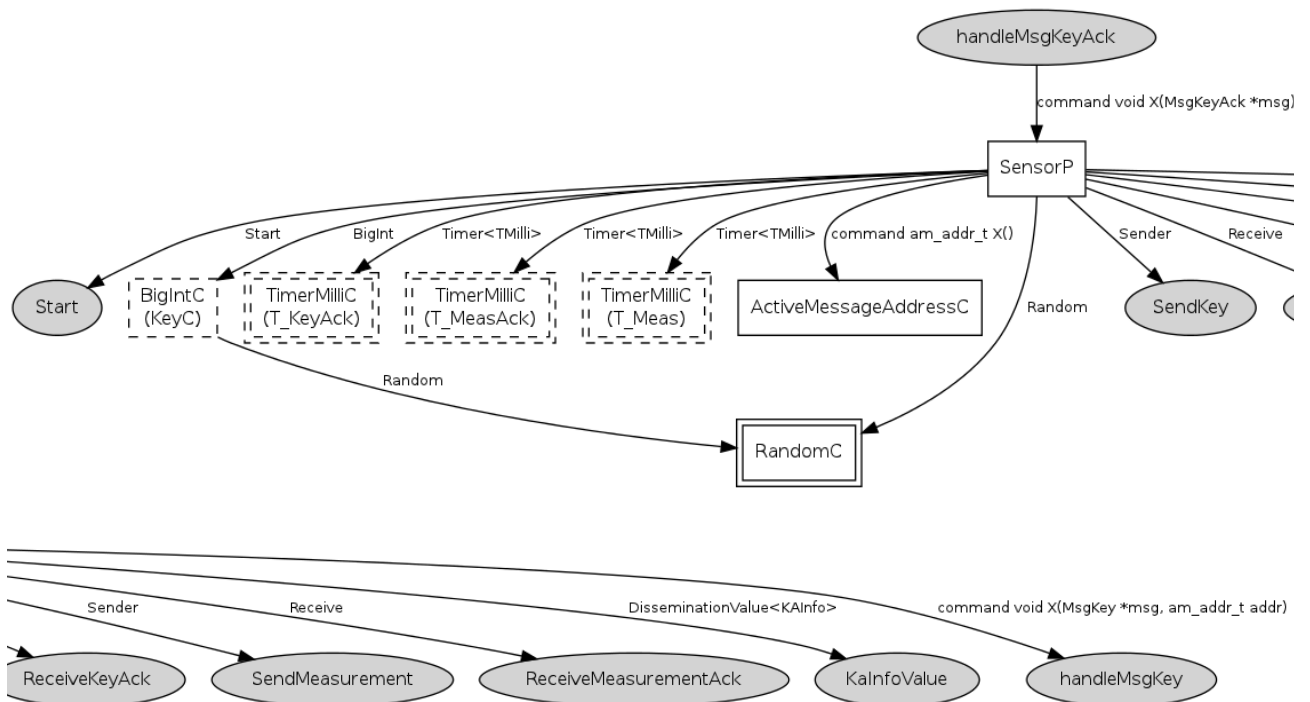 handleMsgKeyAck
command void X(MsgKeyAck *msg)
SensorP
Start
BigInt
Timer<TMilli>
Timer<TMilli>
Timer<TMilli>
command am_addr_t X()
Sender
Receive
Start
BigIntC
(KeyC)
TimerMilliC
(T_KeyAck)
TimerMilliC
(T_MeasAck)
TimerMilliC
(T_Meas)
ActiveMessageAddressC
Random
SendKey
Random
RandomC
Sender
Receive
DisseminationValue<KAInfo>
command void X(MsgKey *msg, am_addr_t addr)
ReceiveKeyAck
SendMeasurement
ReceiveMeasurementAck
KaInfoValue
handleMsgKey